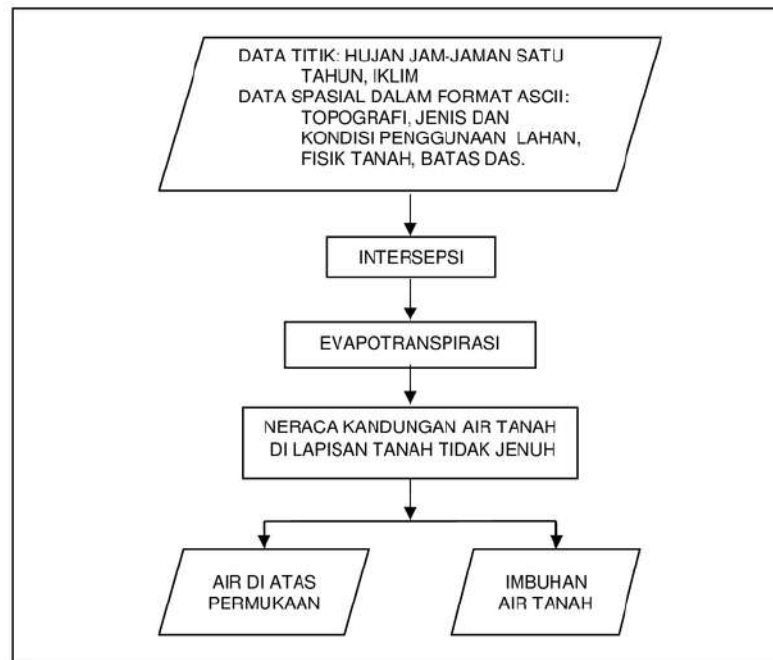 DATA TITIK: HUJAN JAM-JAMAN SATU
TAHUN, IKLIM
DATA SPASIAL DALAM FORMAT ASCII:
TOPOGRAFI, JENIS DAN
KONDISI PENGGUNAAN LAHAN,
FISIK TANAH, BATAS DAS.
INTERSEPSI
EVAPOTRANSPIRASI
NERACA KANDUNGAN AIR TANAH
DI LAPISAN TANAH TIDAK JENUH
AIR DI ATAS
PERMUKAAN
IMBUHAN
AIR TANAH